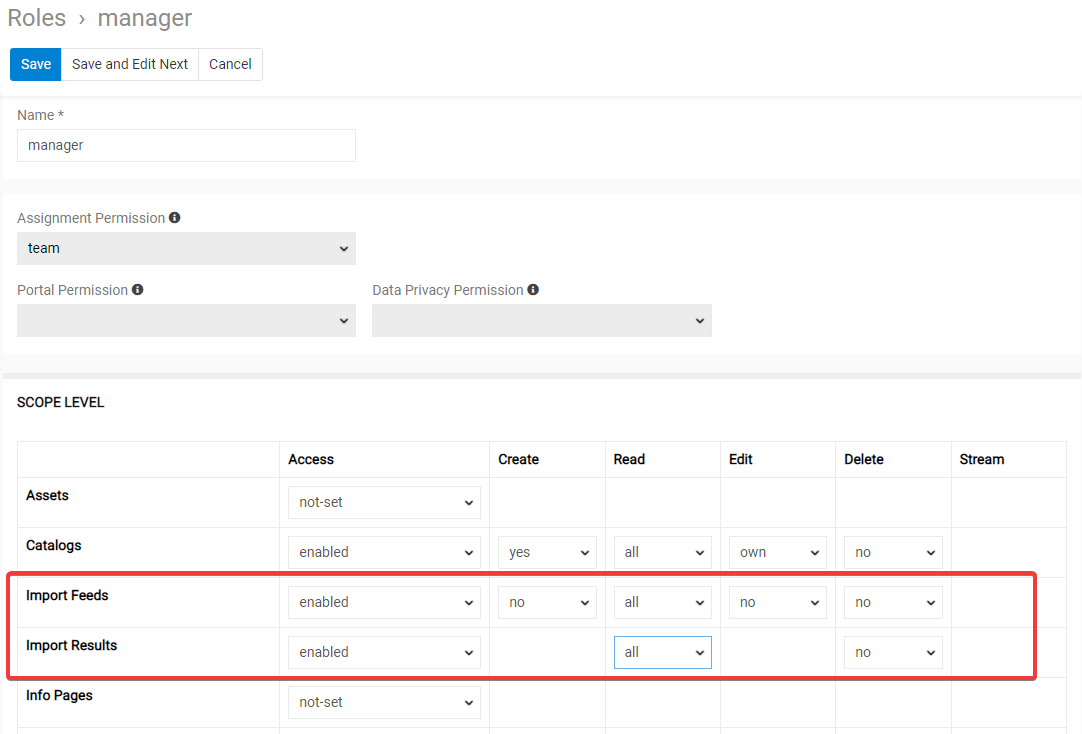 Roles › manager
Save Save and Edit Next Cancel
Name *
manager
Assignment Permission
team
Portal Permission Data Privacy Permission
SCOPE LEVEL
Access Create Read Edit Delete Stream
Assets not-set
Catalogs enabled yes all own no
Import Feeds enabled no all no no
Import Results enabled all no
Info Pages not-set